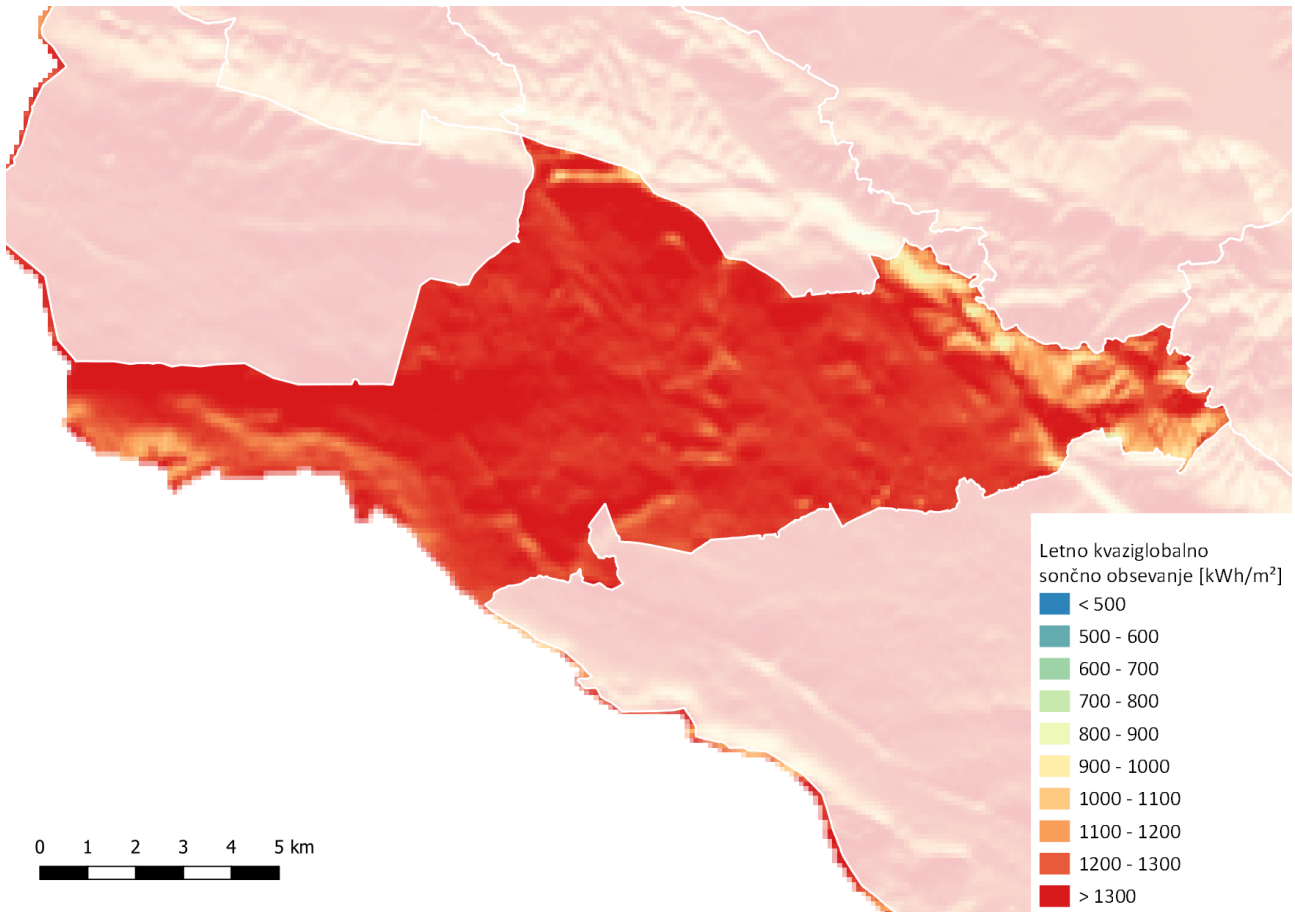 Letno kvaziglobalno
sončno obsevanje [kWh/m²]
< 500
500 - 600
600 - 700
700 - 800
800 - 900
900 - 1000
1000 - 1100
1100 - 1200
1200 - 1300
> 1300
0 1 2 3 4 5 km